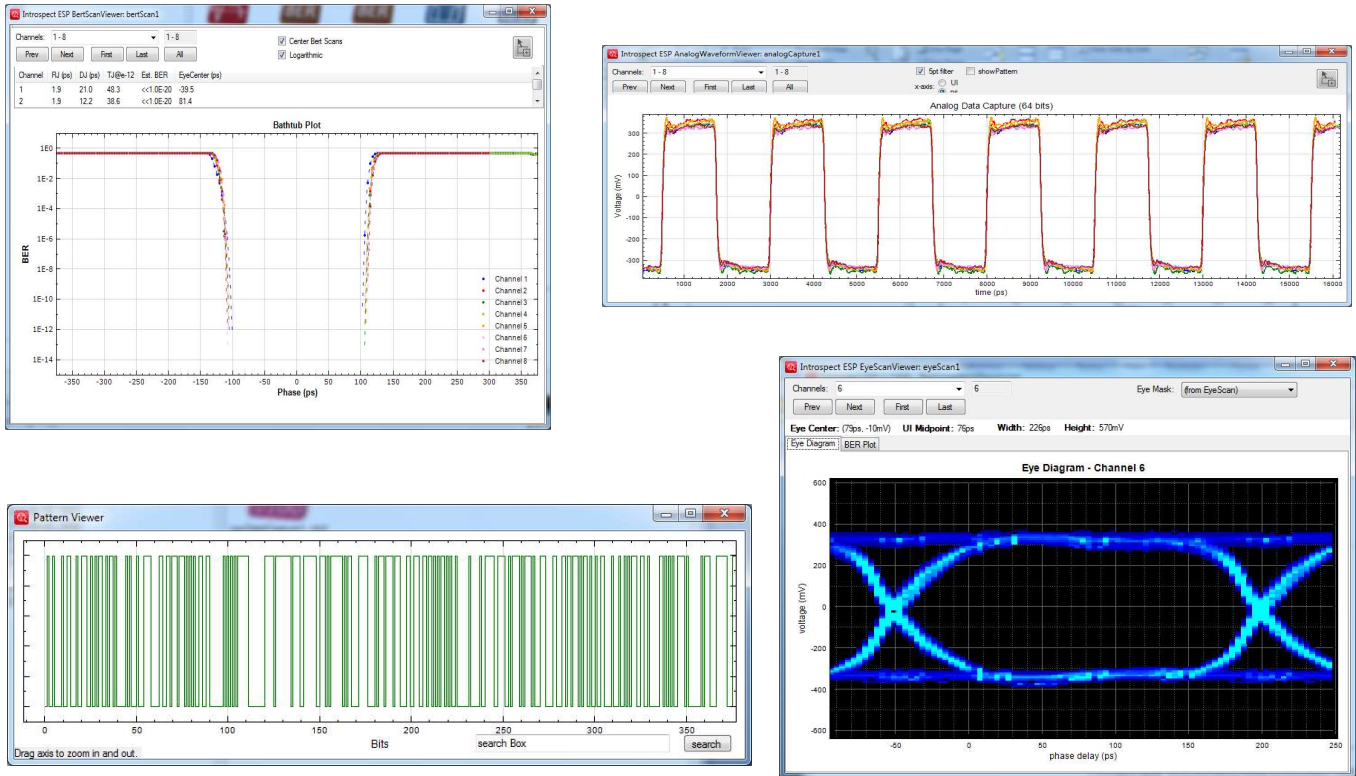 Introspect ESP BertScanViewer: bertScan1
Channels: 1 - 8 1 - 8
Center Bert Scans
Prev Next First Last All
Logarithmic
Channel RJ (ps) DJ (ps) TJ@e-12 Est. BER EyeCenter (ps)
1 1.9 21.0 48.3 <<1.0E-20 -39.5
2 1.9 12.2 38.6 <<1.0E-20 81.4
Bathtub Plot
1E0
1E-2
1E-4
1E-6
1E-8
1E-10
1E-12
1E-14
BER
Channel 1
Channel 2
Channel 3
Channel 4
Channel 5
Channel 6
Channel 7
Channel 8
-350 -300 -250 -200 -150 -100 -50 0 50 100 150 200 250 300 350
Phase (ps)
Introspect ESP AnalogWaveformViewer: analogCapture1
Channels: 1 - 8 1 - 8
5pt filter showPattern
Prev Next First Last All
x-axis: UI
ps
Analog Data Capture (64 bits)
300
200
100
0
-100
-200
-300
Voltage (mV)
1000 2000 3000 4000 5000 6000 7000 8000 9000 10000 11000 12000 13000 14000 15000 16000
time (ps)
Pattern Viewer
0 50 100 150 200 250 300 350
Bits
search Box
search
Drag axis to zoom in and out.
Introspect ESP EyeScanViewer: eyeScan1
Channels: 6 6
Eye Mask: (from EyeScan)
Prev Next First Last
Eye Center: (79ps, -10mV) UI Midpoint: 76ps Width: 226ps Height: 570mV
Eye Diagram BER Plot
Eye Diagram - Channel 6
600
400
200
0
-200
-400
-600
voltage (mV)
-50 0 50 100 150 200 250
phase delay (ps)